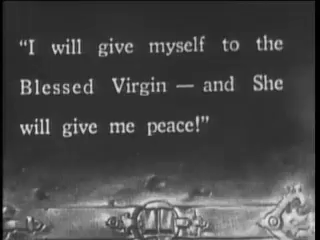 “I will give myself to the
Blessed Virgin — and She
will give me peace!”